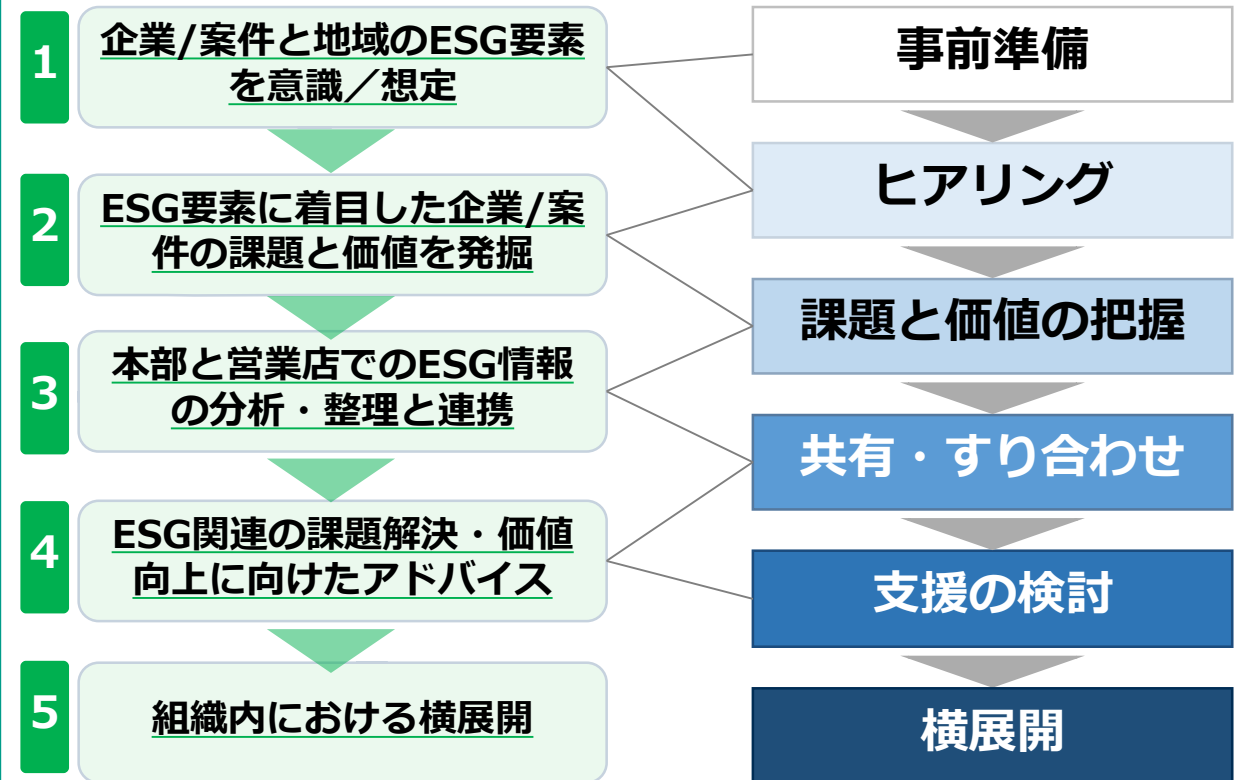 1
企業/案件と地域のESG要素
を意識／想定
2
ESG要素に着目した企業/案
件の課題と価値を発掘
3
本部と営業店でのESG情報
の分析・整理と連携
4
ESG関連の課題解決・価値
向上に向けたアドバイス
5
組織内における横展開
事前準備
ヒアリング
課題と価値の把握
共有・すり合わせ
支援の検討
横展開